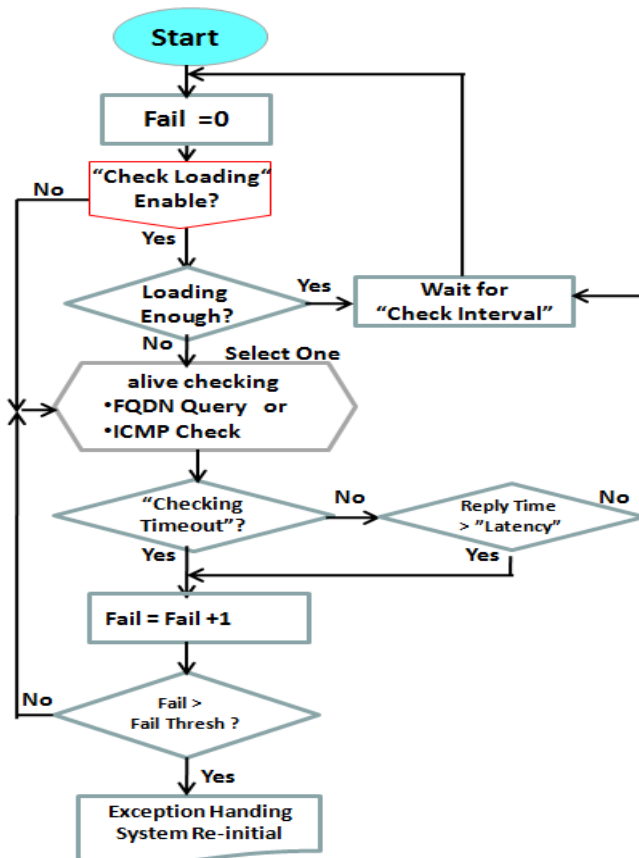 Start
Fail =0
“Check Loading“
Enable?
No
Yes
Loading
Enough?
Yes
Wait for
“Check Interval”
No
Select One
alive checking
•FQDN Query or
•ICMP Check
“Checking
Timeout”?
No
Reply Time
> ”Latency”
No
Yes
Yes
Fail = Fail +1
Fail >
Fail Thresh ?
No
Yes
Exception Handing
System Re-initial